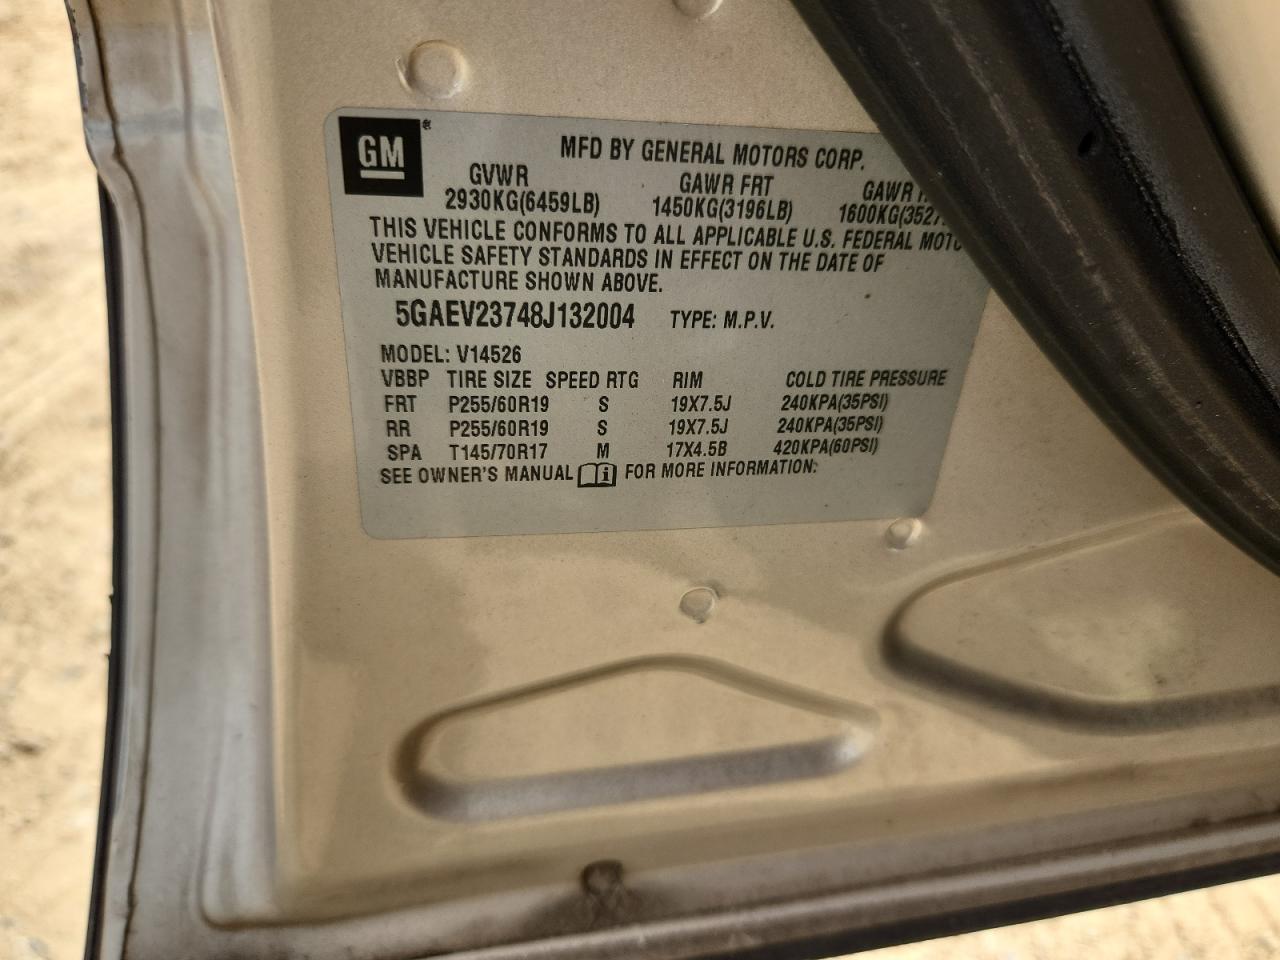 GM ®
MFD BY GENERAL MOTORS CORP.
GVWR GAWR FRT GAWR
2930KG(6459LB) 1450KG(3196LB) 1600KG(3527
THIS VEHICLE CONFORMS TO ALL APPLICABLE U.S. FEDERAL
VEHICLE SAFETY STANDARDS IN EFFECT ON THE DATE OF
MANUFACTURE SHOWN ABOVE.
5GAEV23748J132004 TYPE: M.P.V.
MODEL: V14526
VBBP TIRE SIZE SPEED RTG RIM COLD TIRE PRESSURE
FRT P255/60R19 S 19X7.5J 240KPA(35PSI)
RR P255/60R19 S 19X7.5J 240KPA(35PSI)
SPA T145/70R17 M 17X4.5B 420KPA(60PSI)
SEE OWNER'S MANUAL i FOR MORE INFORMATION: